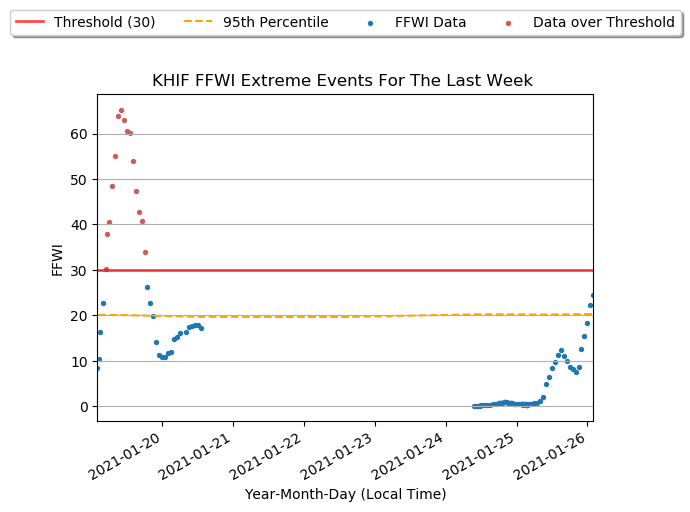 Threshold (30) 95th Percentile FFWI Data Data over Threshold
KHIF FFWI Extreme Events For The Last Week
60
50
40
30
20
10
0
FFWI
2021-01-20 2021-01-21 2021-01-22 2021-01-23 2021-01-24 2021-01-25 2021-01-26
Year-Month-Day (Local Time)